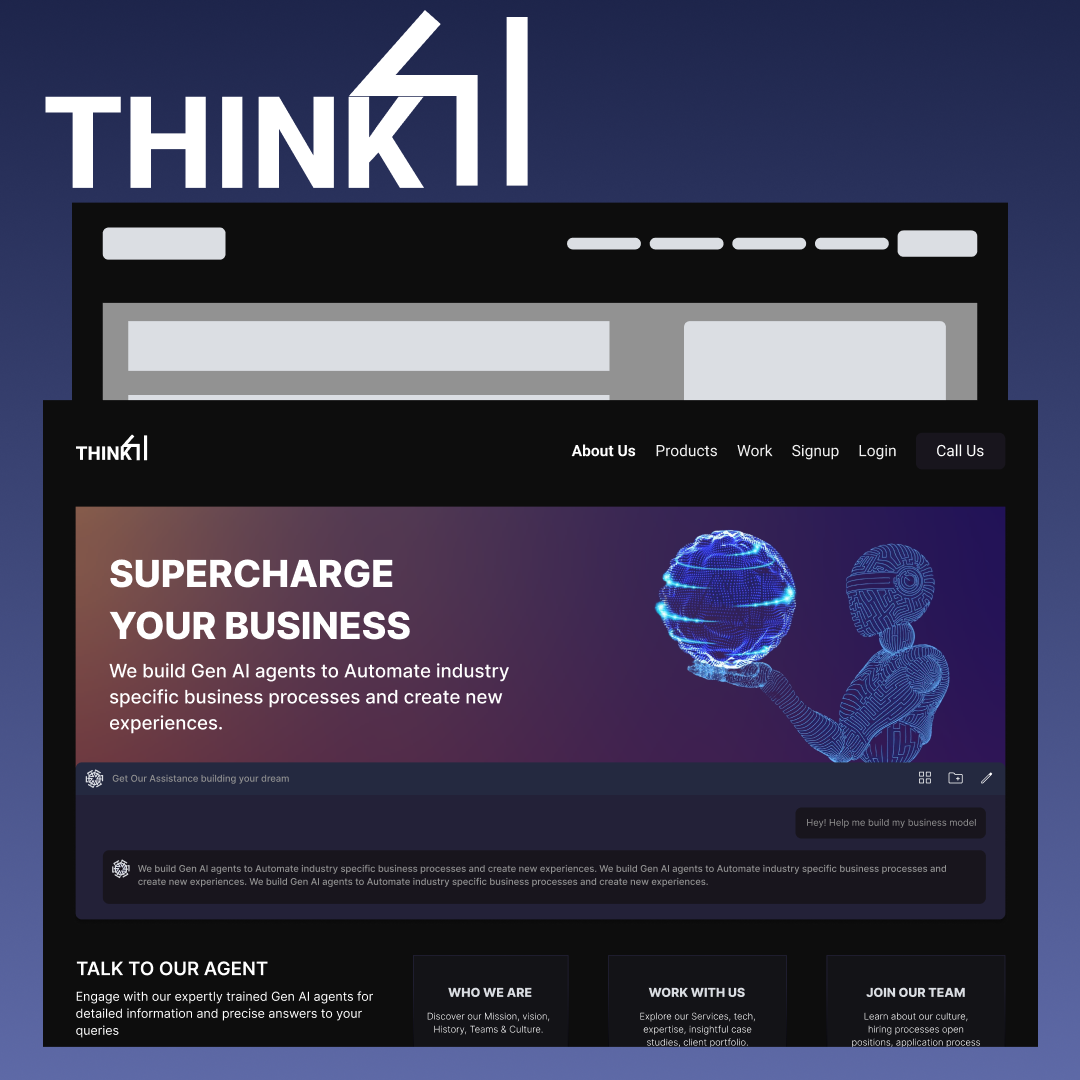 THINKAI
THINKAI
About Us Products Work Signup Login Call Us
SUPERCHARGE
YOUR BUSINESS
We build Gen AI agents to Automate industry
specific business processes and create new
experiences.
Get Our Assistance building your dream
Hey! Help me build my business model
We build Gen AI agents to Automate industry specific business processes and create new experiences. We build Gen AI agents to Automate industry specific business processes and
create new experiences. We build Gen AI agents to Automate industry specific business processes and create new experiences.
TALK TO OUR AGENT
Engage with our expertly trained Gen AI agents for
detailed information and precise answers to your
queries
WHO WE ARE
Discover our Mission, vision,
History, Teams & Culture.
WORK WITH US
Explore our Services, tech,
expertise, insightful case
studies, client portfolio.
JOIN OUR TEAM
Learn about our culture,
hiring processes open
positions, application process